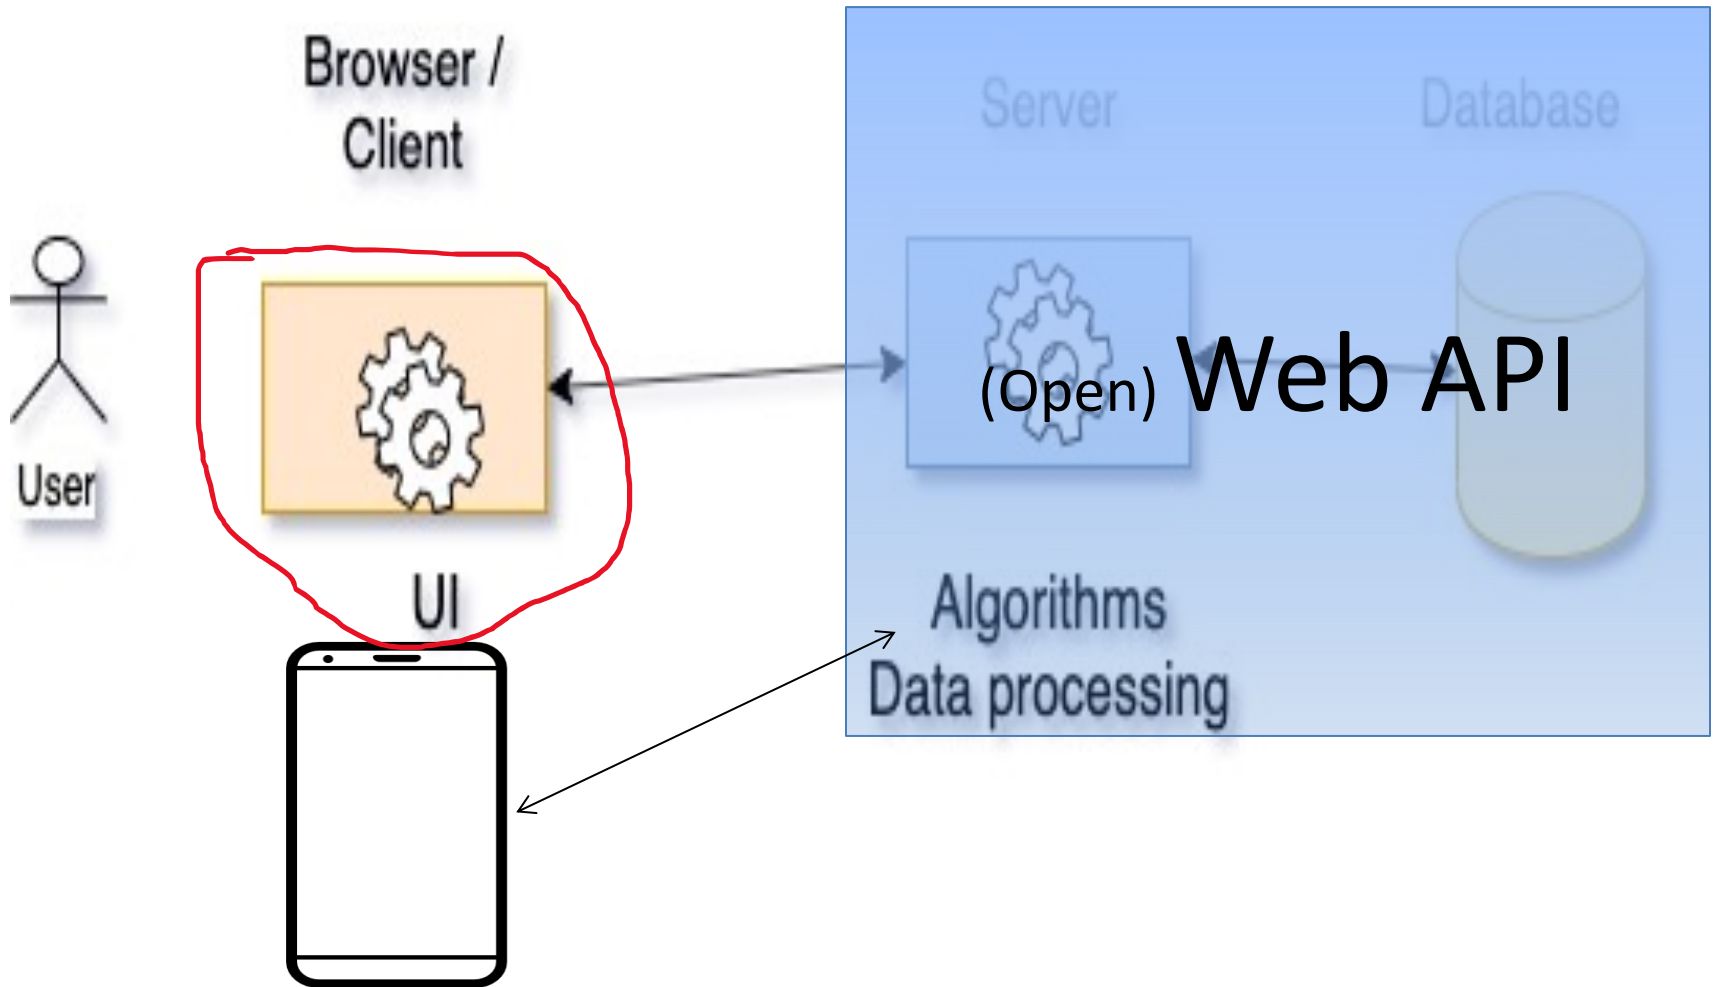 Browser /
Client
Server
Database
User
(Open) Web API
UI
Algorithms
Data processing